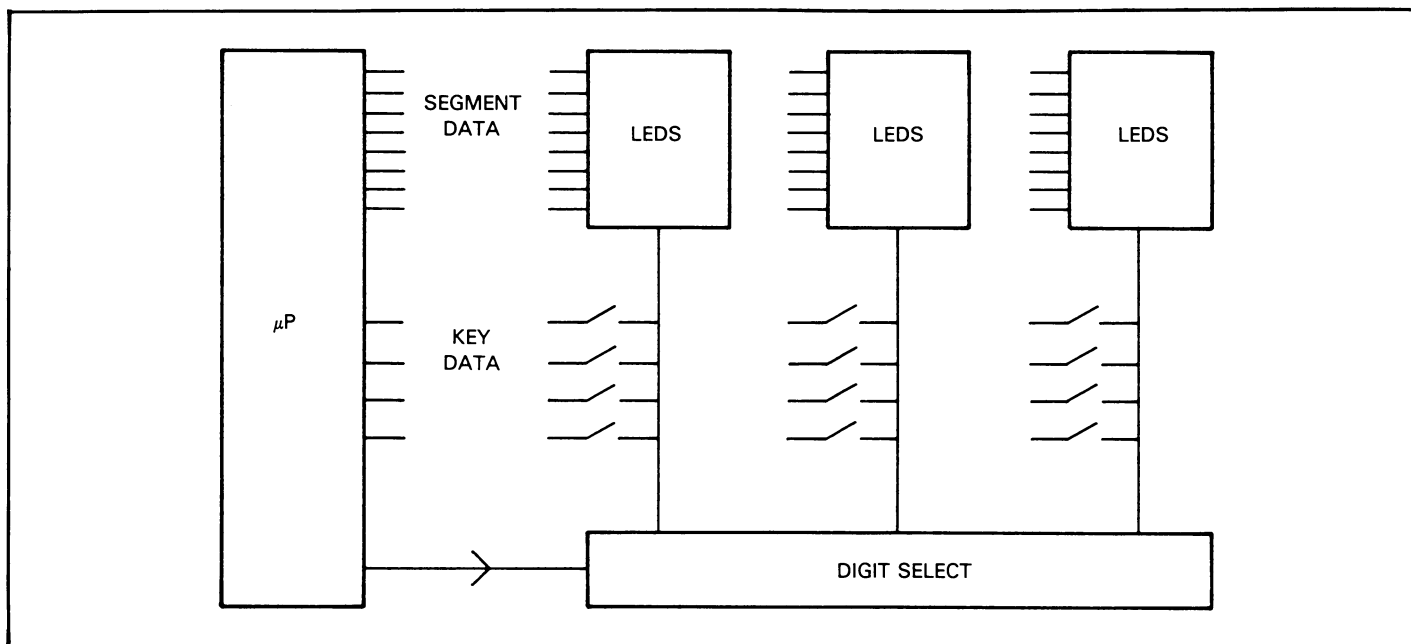 SEGMENT
DATA
LEDS
LEDS
LEDS
μP
KEY
DATA
DIGIT SELECT